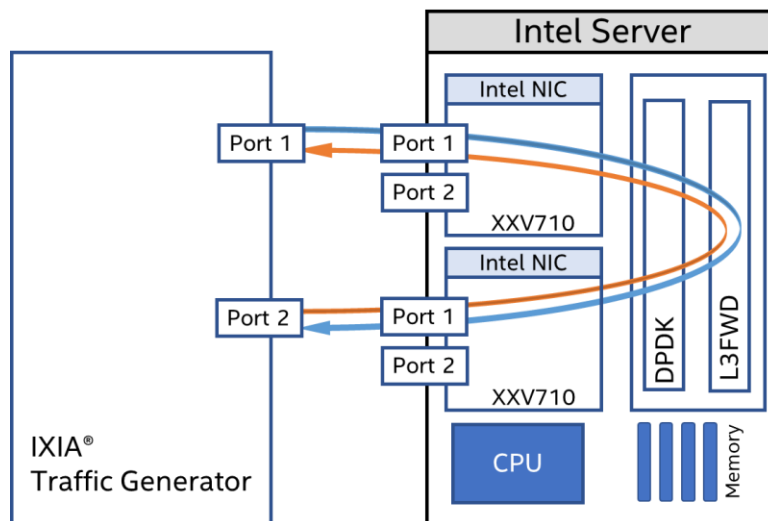 Intel Server
Intel NIC
Port 1
Port 1
Port 2
XXV710
Intel NIC
Port 2
Port 1
Port 2
XXV710
DPDK
L3FWD
IXIA®
Traffic Generator
CPU
Memory